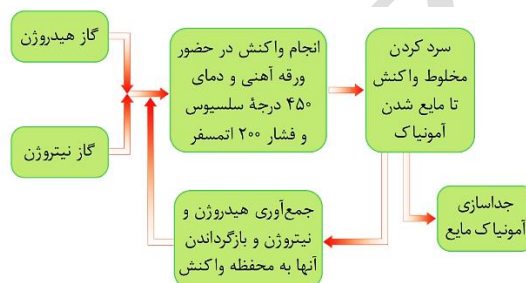 گاز هیدروژن
گاز نیتروژن
انجام واکنش در حضور
ورقه آهنی و دمای
۴۵۰ درجهٔ سلسیوس
و فشار ۲۰۰ اتمسفر
سرد کردن
مخلوط واکنش
تا مایع شدن
آمونیاک
جداسازی
آمونیاک مایع
جمع‌آوری هیدروژن و
نیتروژن و بازگرداندن
آنها به محفظه واکنش